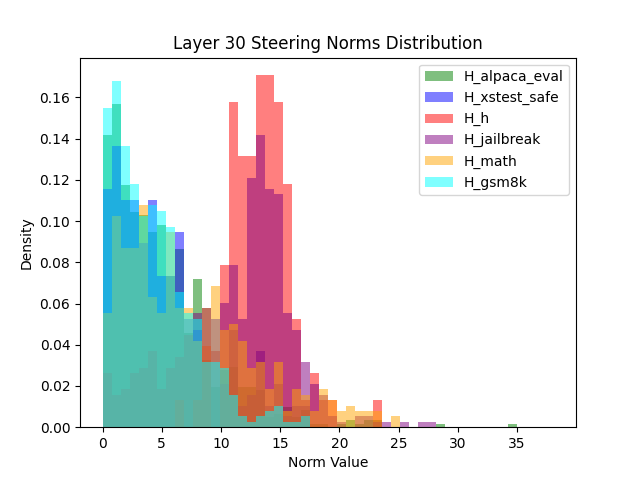 Layer 30 Steering Norms Distribution
H_alpaca_eval
H_xstest_safe
H_h
H_jailbreak
H_math
H_gsm8k
Density
0.16
0.14
0.12
0.10
0.08
0.06
0.04
0.02
0.00
0 5 10 15 20 25 30 35
Norm Value